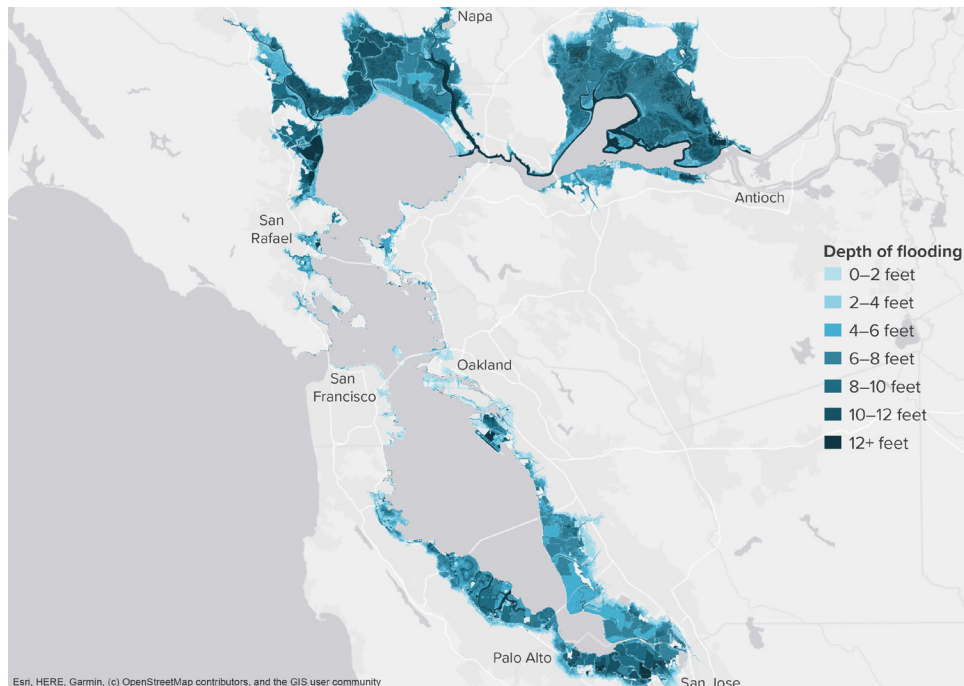 Napa
Antioch
San
Rafael
Depth of flooding
0–2 feet
2–4 feet
4–6 feet
6–8 feet
8–10 feet
10–12 feet
12+ feet
Oakland
San
Francisco
Palo Alto
San Jose
Esri, HERE, Garmin, (c) OpenStreetMap contributors, and the GIS user community